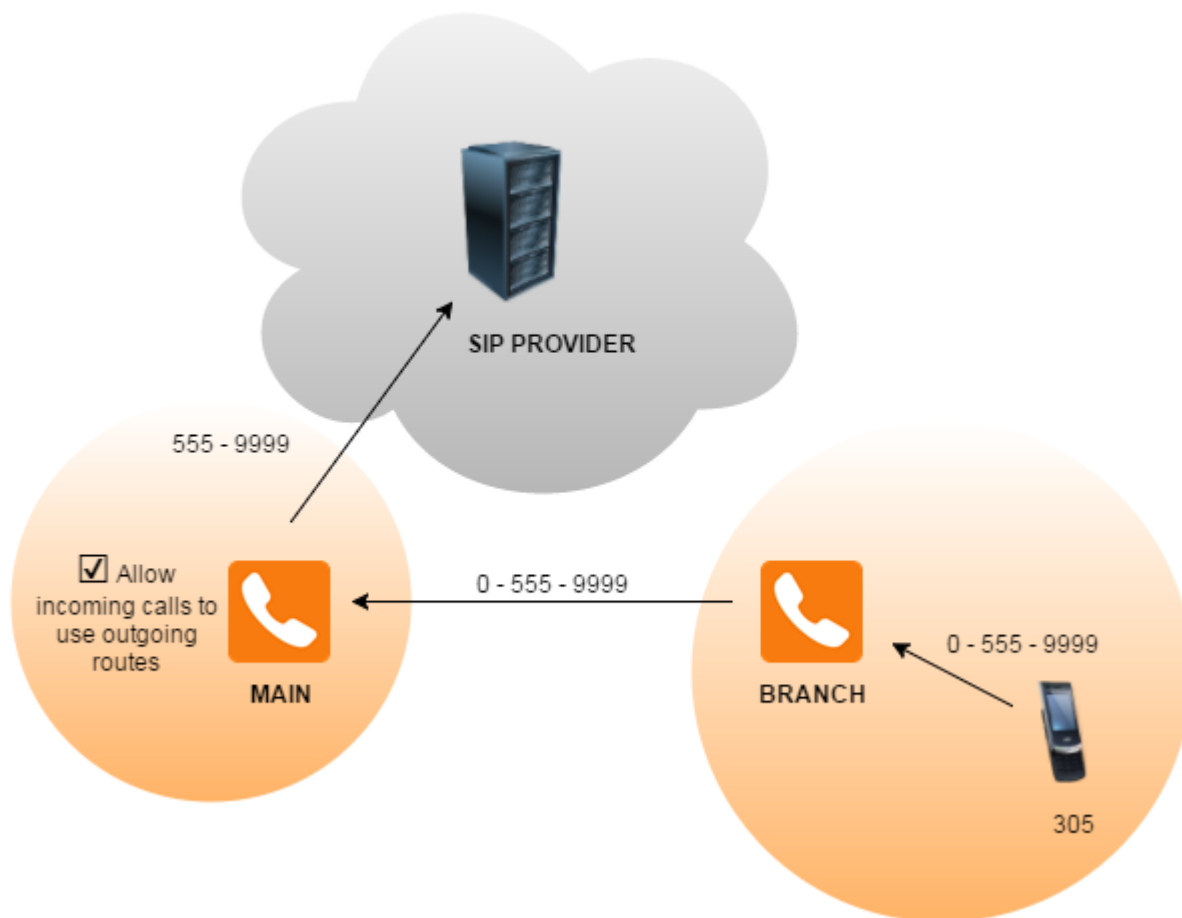 SIP PROVIDER
555 - 9999
☑ Allow
incoming calls to
use outgoing
routes
MAIN
0 - 555 - 9999
BRANCH
0 - 555 - 9999
305